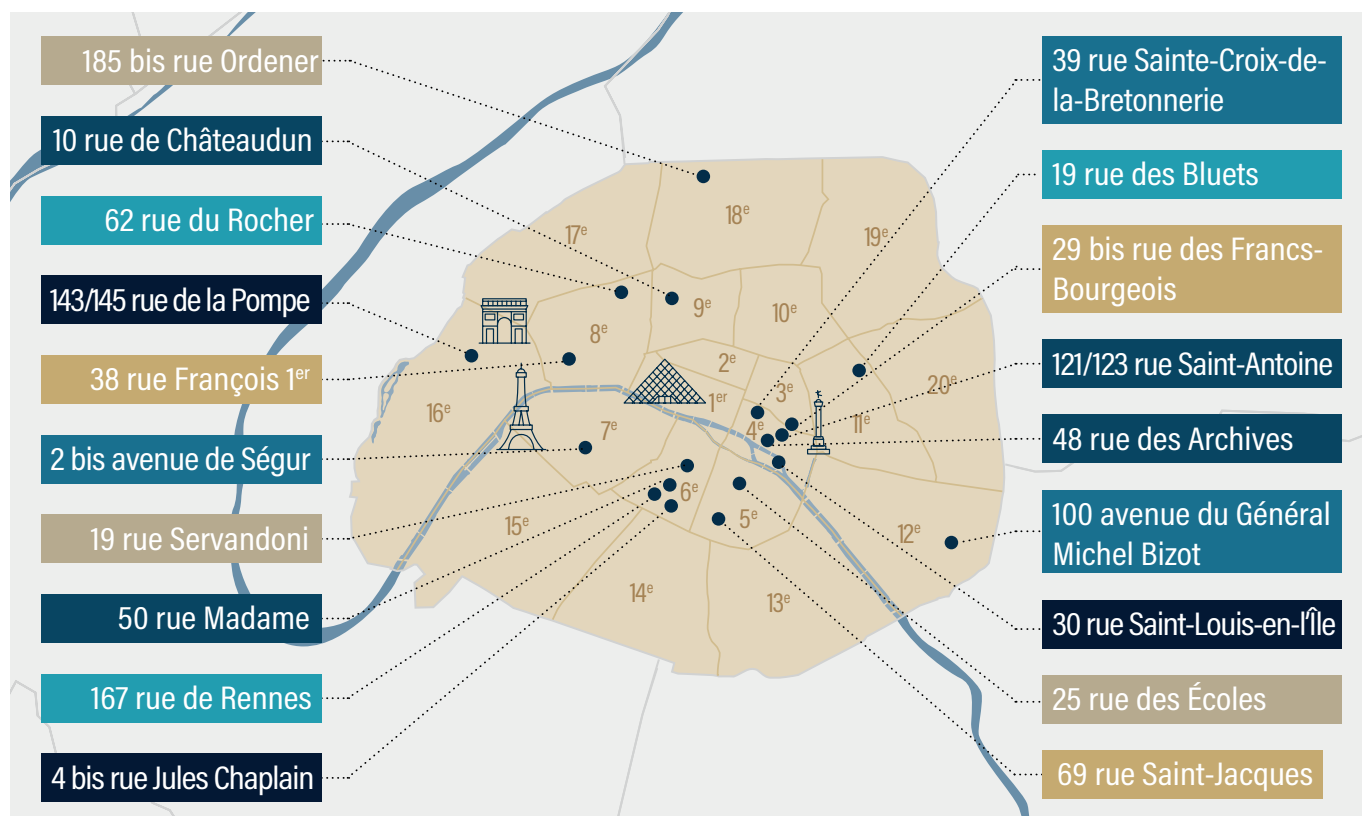 185 bis rue Ordener
10 rue de Châteaudun
62 rue du Rocher
143/145 rue de la Pompe
38 rue François 1er
2 bis avenue de Ségur
19 rue Servandoni
50 rue Madame
167 rue de Rennes
4 bis rue Jules Chaplain
18e
17e
19e
9e
10e
8e
2e
3e
1er
20e
16e
7e
4e
11e
6e
15e
5e
12e
14e
13e
39 rue Sainte-Croix-de-
la-Bretonnerie
19 rue des Bluets
29 bis rue des Francs-
Bourgeois
121/123 rue Saint-Antoine
48 rue des Archives
100 avenue du Général
Michel Bizot
30 rue Saint-Louis-en-l'Île
25 rue des Écoles
69 rue Saint-Jacques